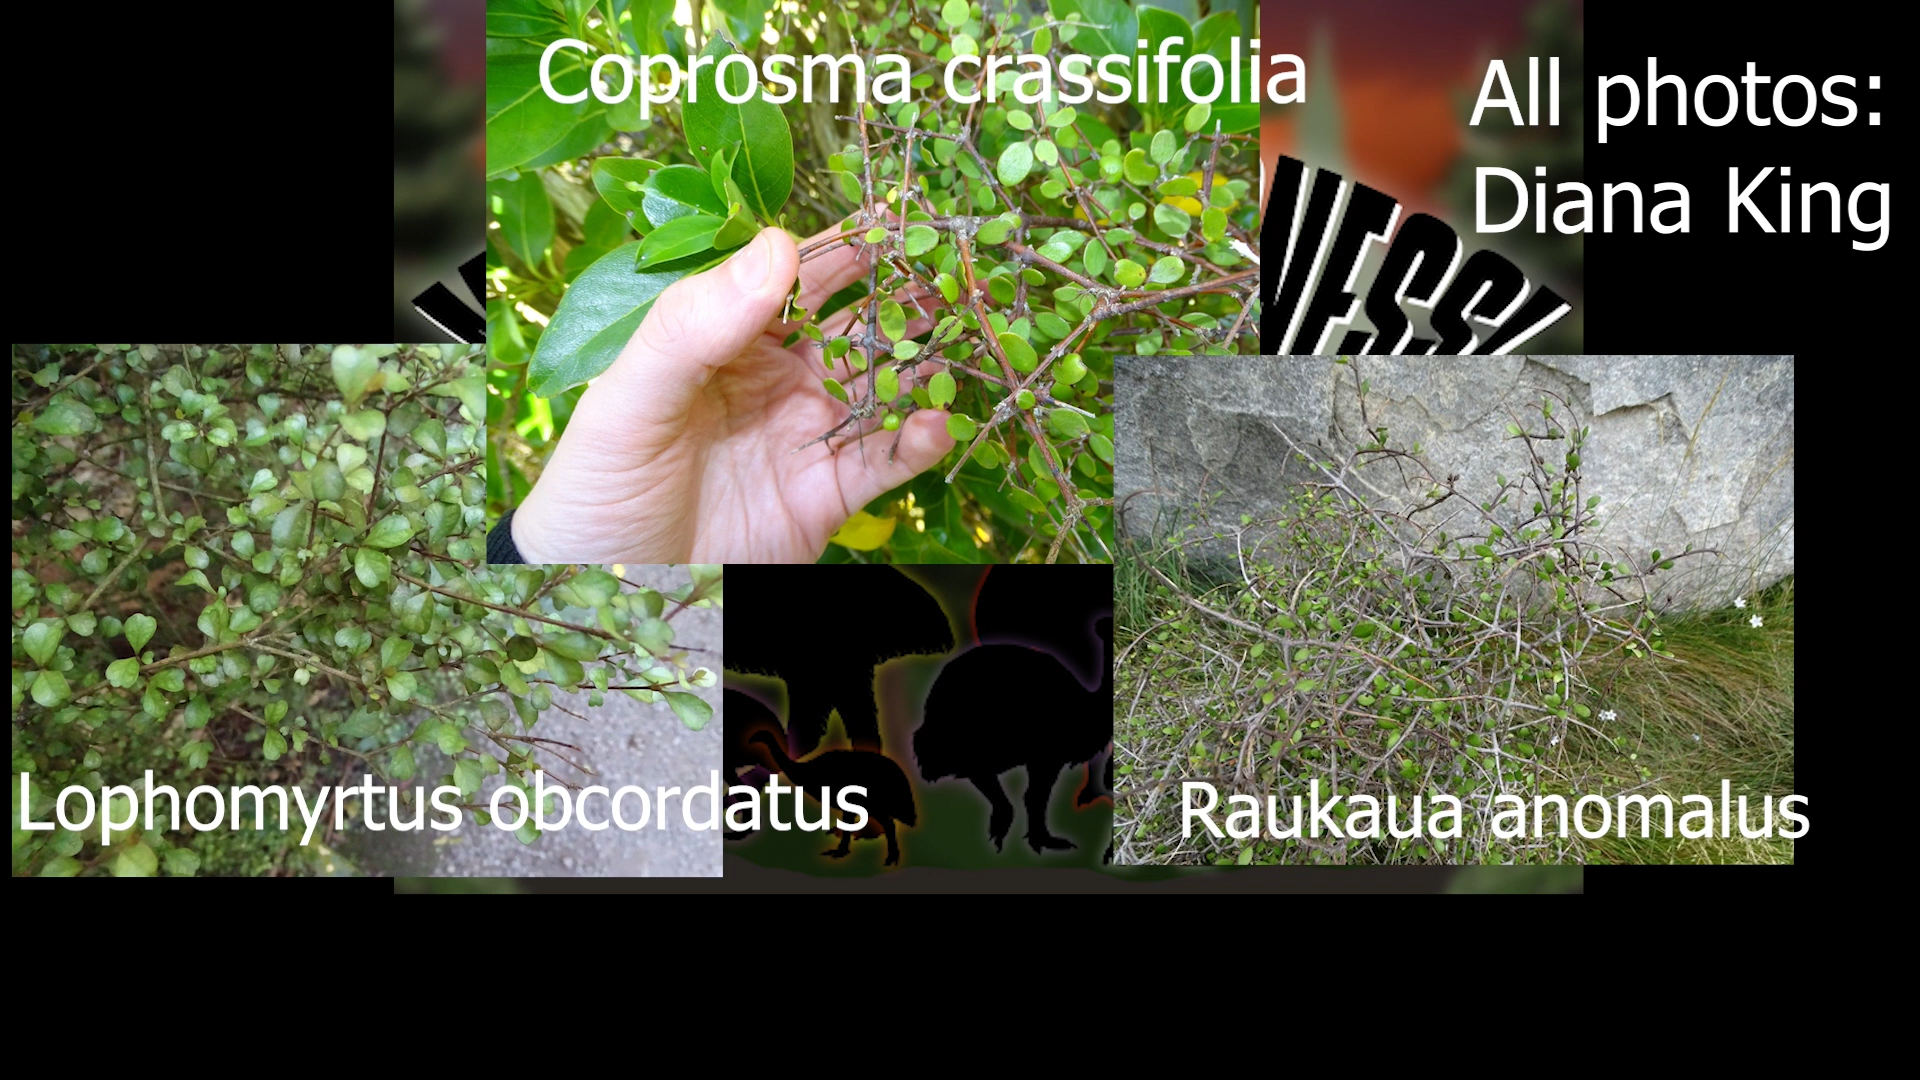 Coprosma crassifolia
All photos:
Diana King
Lophomyrtus obcordatus
Raukaua anomalus